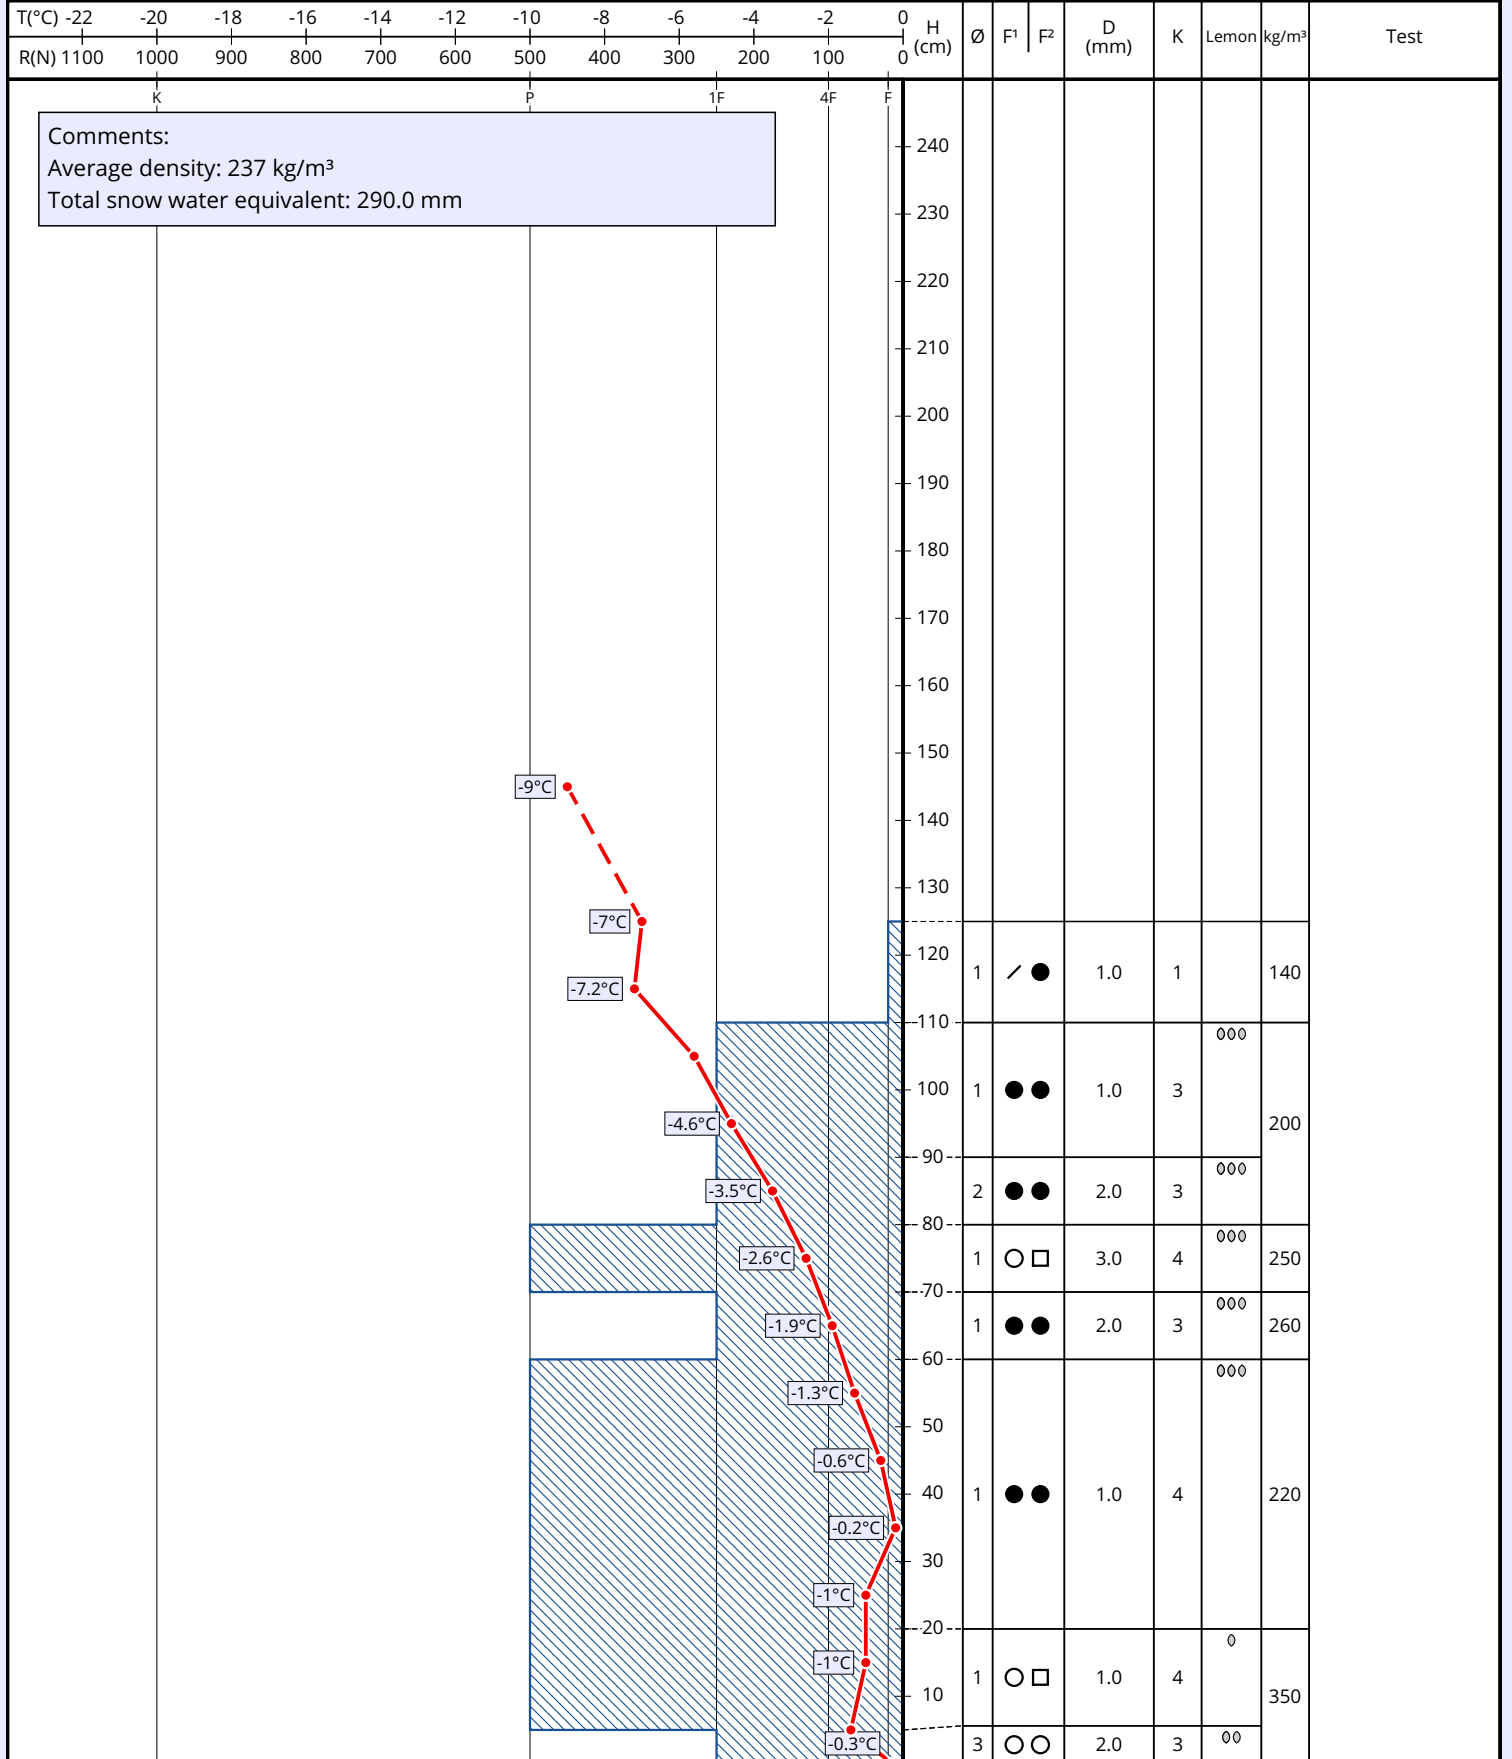 T(°C) -22 -20 -18 -16 -14 -12 -10 -8 -6 -4 -2 0
R(N) 1100 1000 900 800 700 600 500 400 300 200 100 0
H (cm) Ø F¹ F² D (mm) K Lemon kg/m³ Test
K P 1F 4F F
Comments:
Average density: 237 kg/m³
Total snow water equivalent: 290.0 mm
240
230
220
210
200
190
180
170
160
150
-9°C
140
130
-7°C
120
1 1.0 1 140
-7.2°C
110
100 1 1.0 3
-4.6°C 200
90
-3.5°C 2 2.0 3
80
-2.6°C 1 3.0 4 250
70
-1.9°C 1 2.0 3 260
60
-1.3°C
50
-0.6°C
40 1 1.0 4 220
-0.2°C
30
-1°C
20
-1°C 1 1.0 4
10 350
-0.3°C 3 2.0 3